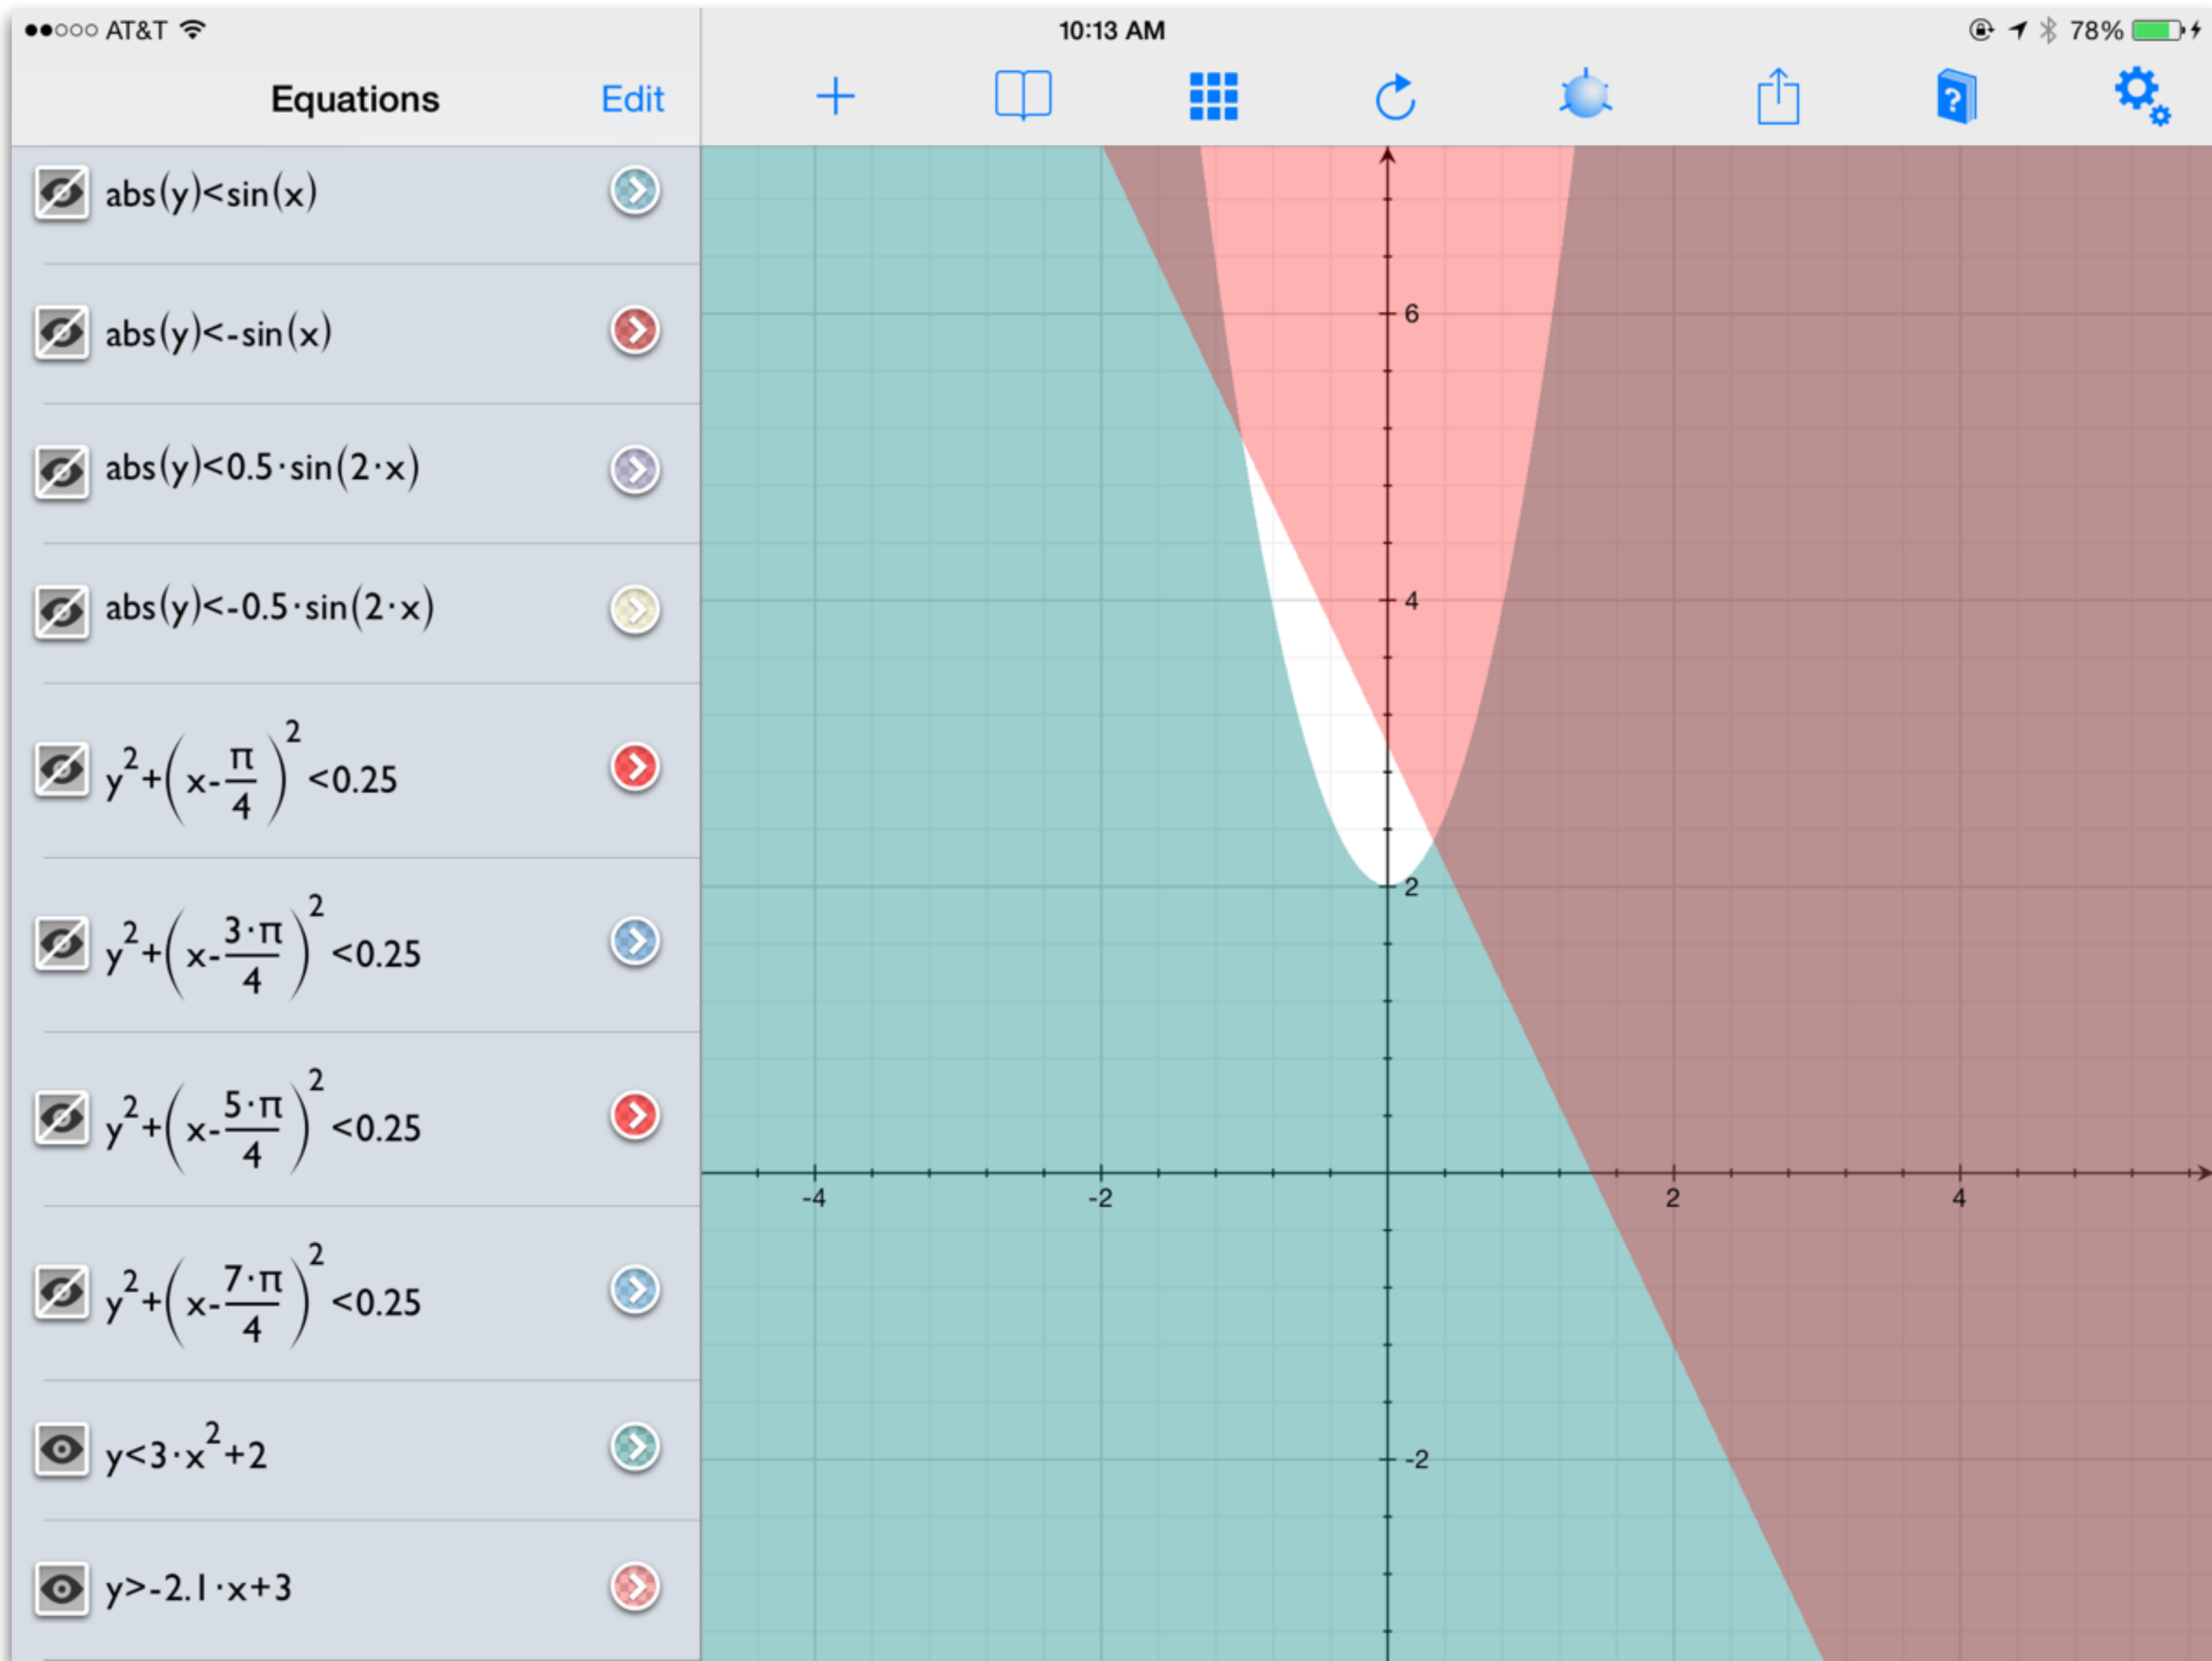 AT&T 10:13 AM 78%
Equations Edit
abs(y)<sin(x)
abs(y)<-sin(x)
abs(y)<0.5·sin(2·x)
abs(y)<-0.5·sin(2·x)
y²+(x-π/4)²<0.25
y²+(x-3·π/4)²<0.25
y²+(x-5·π/4)²<0.25
y²+(x-7·π/4)²<0.25
y<3·x²+2
y>-2.1·x+3
6
4
2
-4 -2 2 4
-2
?